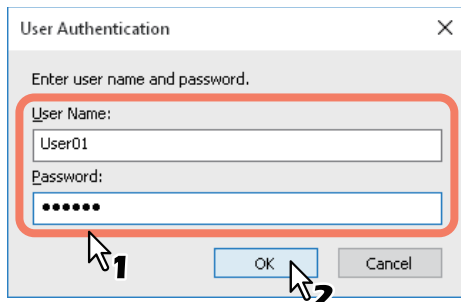 User Authentication
Enter user name and password.
User Name:
User01
Password:
••••••
1
OK
Cancel
2